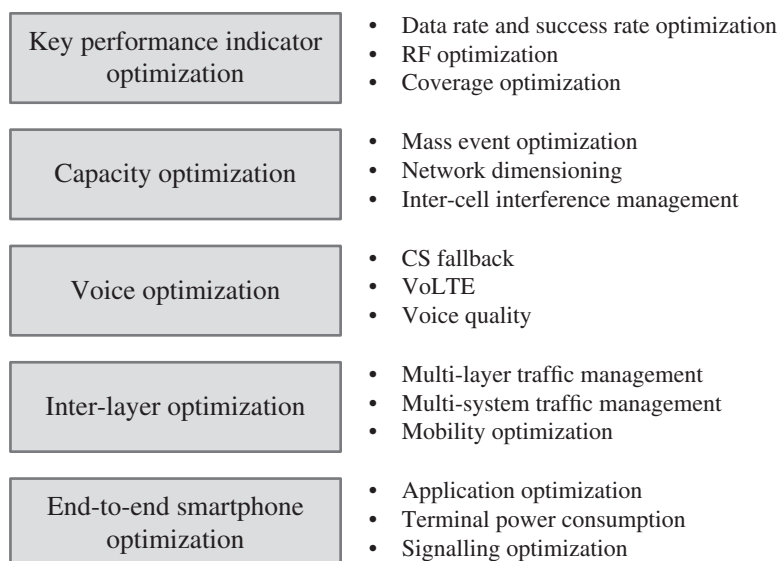 Key performance indicator
optimization
• Data rate and success rate optimization
• RF optimization
• Coverage optimization
Capacity optimization
• Mass event optimization
• Network dimensioning
• Inter-cell interference management
Voice optimization
• CS fallback
• VoLTE
• Voice quality
Inter-layer optimization
• Multi-layer traffic management
• Multi-system traffic management
• Mobility optimization
End-to-end smartphone
optimization
• Application optimization
• Terminal power consumption
• Signalling optimization